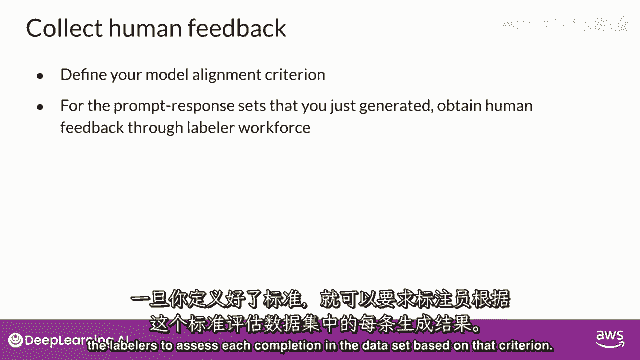 Collect human feedback
• Define your model alignment criterion
• For the prompt-response sets that you just generated, obtain human
feedback through labeler workforce
一旦你定义好了标准，就可以要求标注员根据
这个标准评估数据集中的每条生成结果。
the labelers to assess each completion in the data set based on that criterion.
DeepLearning.AI
aws